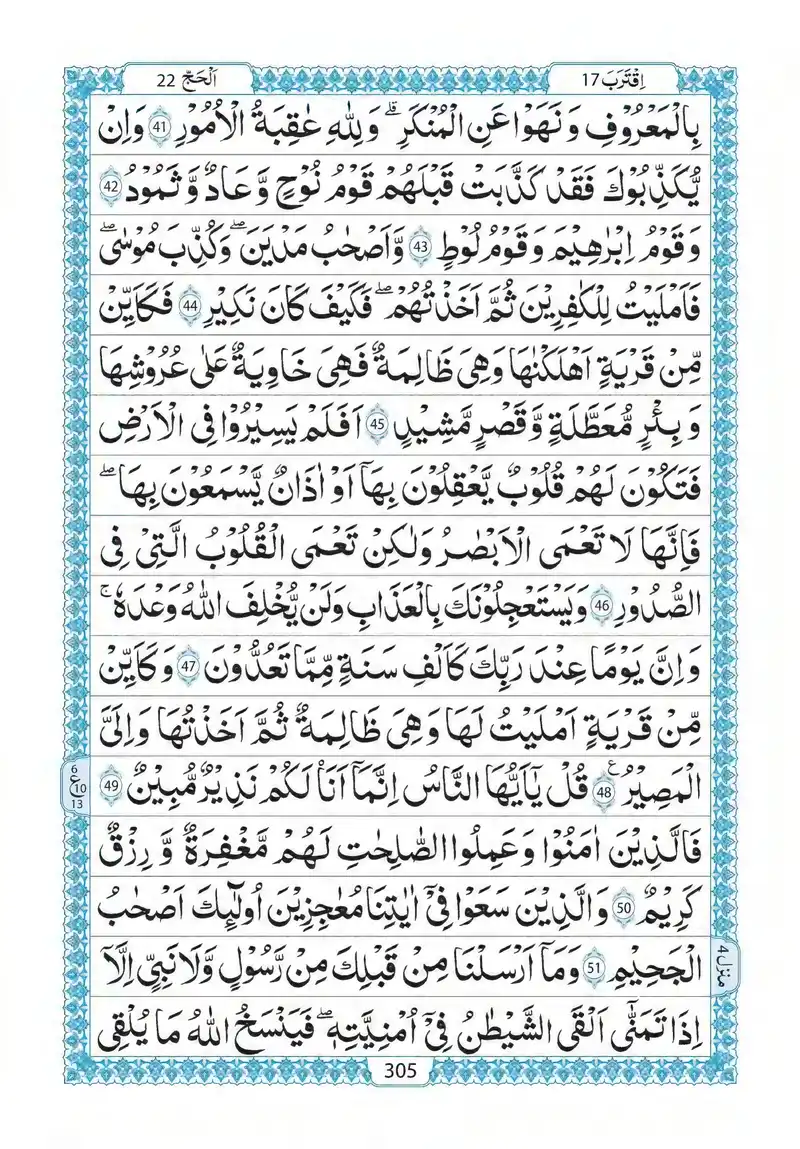 اِقْتَرَبَ 17
اَلْحَجّ 22
بِالْمَعْرُوْفِ وَنَهَوْا عَنِ الْمُنْكَرِ ؕ وَلِلّٰهِ عَاقِبَةُ الْاُمُوْرِ 41 وَاِنْ
يُّكَذِّبُوْكَ فَقَدْ كَذَّبَتْ قَبْلَهُمْ قَوْمُ نُوْحٍ وَّعَادٌ وَّثَمُوْدُ 42
وَقَوْمُ اِبْرٰهِيْمَ وَقَوْمُ لُوْطٍ 43 وَّاَصْحٰبُ مَدْيَنَ ۖ وَكُذِّبَ مُوْسٰى ۖ
فَاَمْلَيْتُ لِلْكٰفِرِيْنَ ثُمَّ اَخَذْتُهُمْ ۖ فَكَيْفَ كَانَ نَكِيْرِ 44 فَكَاَيِّنْ
مِّنْ قَرْيَةٍ اَهْلَكْنٰهَا وَهِىَ ظَالِمَةٌ فَهِىَ خَاوِيَةٌ عَلٰى عُرُوْشِهَا
وَبِئْرٍ مُّعَطَّلَةٍ وَّقَصْرٍ مَّشِيْدٍ 45 اَفَلَمْ يَسِيْرُوْا فِى الْاَرْضِ
فَتَكُوْنَ لَهُمْ قُلُوْبٌ يَّعْقِلُوْنَ بِهَاۤ اَوْ اٰذَانٌ يَّسْمَعُوْنَ بِهَا ۖ
فَاِنَّهَا لَا تَعْمَى الْاَبْصٰرُ وَلٰكِنْ تَعْمَى الْقُلُوْبُ الَّتِىْ فِى
الصُّدُوْرِ 46 وَيَسْتَعْجِلُوْنَكَ بِالْعَذَابِ وَلَنْ يُّخْلِفَ اللّٰهُ وَعْدَهٗ ۚ
وَاِنَّ يَوْمًا عِنْدَ رَبِّكَ كَاَلْفِ سَنَةٍ مِّمَّا تَعُدُّوْنَ 47 وَكَاَيِّنْ
مِّنْ قَرْيَةٍ اَمْلَيْتُ لَهَا وَهِىَ ظَالِمَةٌ ثُمَّ اَخَذْتُهَا وَاِلَىَّ
الْمَصِيْرُ 48 قُلْ يٰۤاَيُّهَا النَّاسُ اِنَّمَاۤ اَنَا۟ لَكُمْ نَذِيْرٌ مُّبِيْنٌ 49
6
ع
10
13
فَالَّذِيْنَ اٰمَنُوْا وَعَمِلُوا الصّٰلِحٰتِ لَهُمْ مَّغْفِرَةٌ وَّرِزْقٌ
كَرِيْمٌ 50 وَالَّذِيْنَ سَعَوْا فِىْۤ اٰيٰتِنَا مُعٰجِزِيْنَ اُولٰٓئِكَ اَصْحٰبُ
الْجَحِيْمِ 51 وَمَاۤ اَرْسَلْنَا مِنْ قَبْلِكَ مِنْ رَّسُوْلٍ وَّلَا نَبِىٍّ اِلَّاۤ
منزل 4
اِذَا تَمَنّٰىۤ اَلْقَى الشَّيْطٰنُ فِىْۤ اُمْنِيَّتِهٖ ۖ فَيَنْسَخُ اللّٰهُ مَا يُلْقِى
305